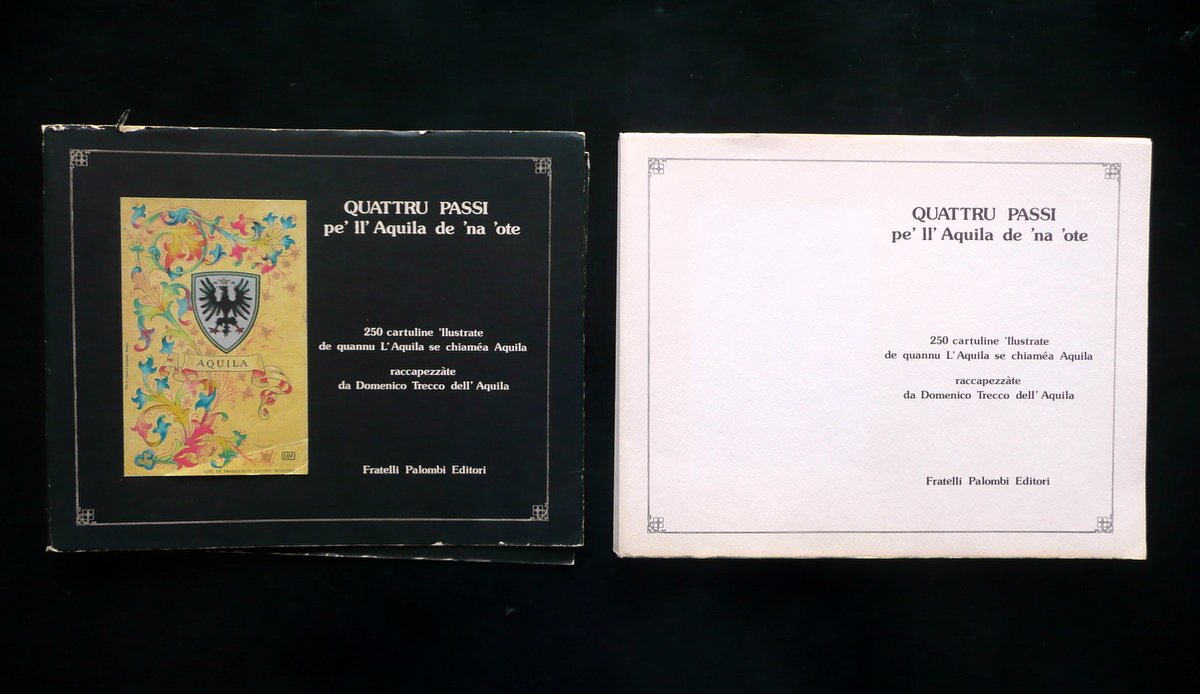 QUATTRU PASSI
pe' ll' Aquila de 'na 'ote
250 cartuline 'llustrate
de quannu L'Aquila se chiaméa Aquila
raccapezzàte
da Domenico Trecco dell' Aquila
Fratelli Palombi Editori
AQUILA
EDF
QUATTRU PASSI
pe' ll' Aquila de 'na 'ote
250 cartuline 'llustrate
de quannu L'Aquila se chiaméa Aquila
raccapezzàte
da Domenico Trecco dell' Aquila
Fratelli Palombi Editori